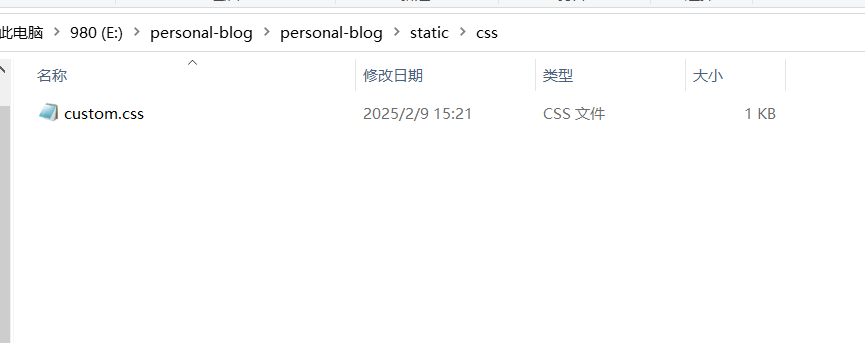 此电脑 > 980 (E:) > personal-blog > personal-blog > static > css
名称 修改日期 类型 大小
custom.css 2025/2/9 15:21 CSS 文件 1 KB